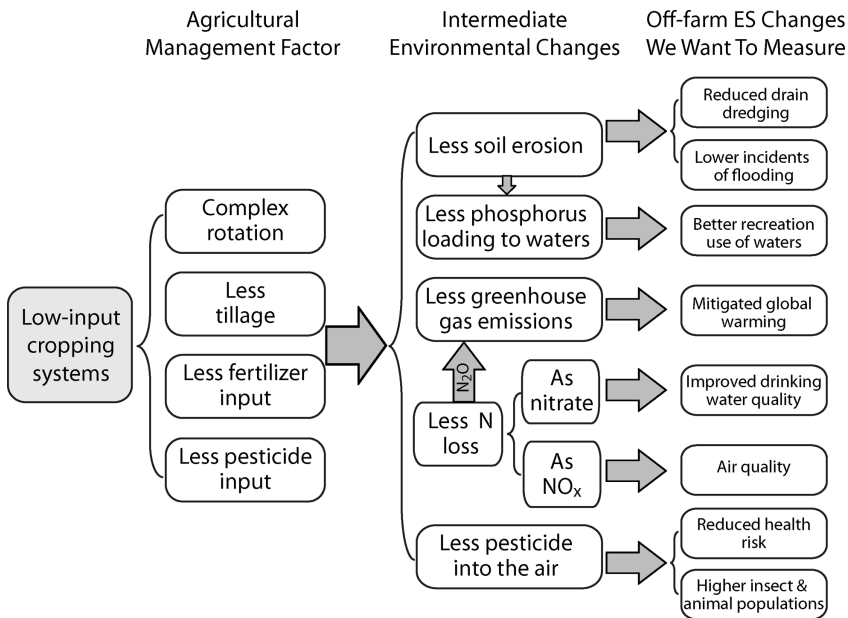 Agricultural
Management Factor
Intermediate
Environmental Changes
Off-farm ES Changes
We Want To Measure
Low-input
cropping
systems
Complex
rotation
Less
tillage
Less fertilizer
input
Less pesticide
input
Less soil erosion
Less phosphorus
loading to waters
Less greenhouse
gas emissions
N₂O
Less N
loss
As
nitrate
As
NOₓ
Less pesticide
into the air
Reduced drain
dredging
Lower incidents
of flooding
Better recreation
use of waters
Mitigated global
warming
Improved drinking
water quality
Air quality
Reduced health
risk
Higher insect &
animal populations